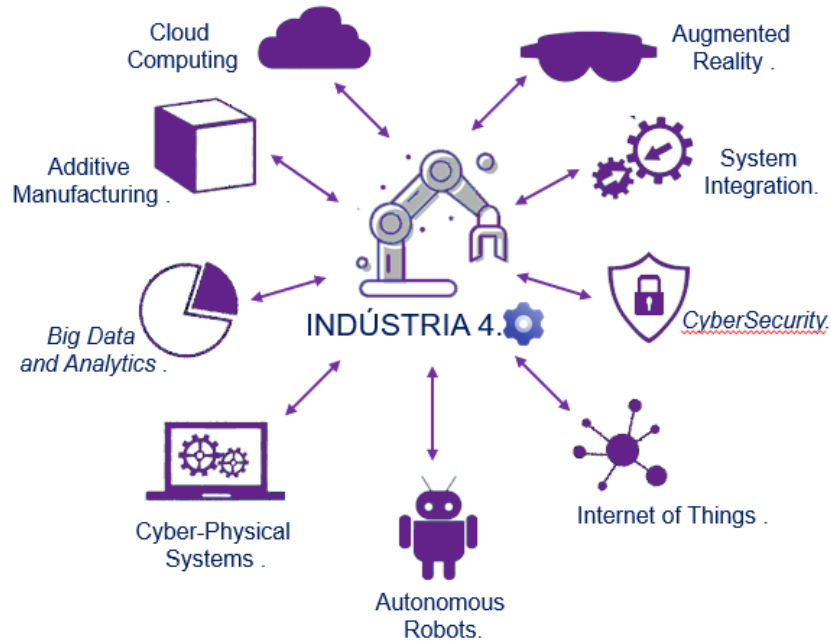 Cloud
Computing
Augmented
Reality .
Additive
Manufacturing .
System
Integration.
Big Data
and Analytics .
INDÚSTRIA 4.
CyberSecurity.
Cyber-Physical
Systems .
Internet of Things .
Autonomous
Robots.